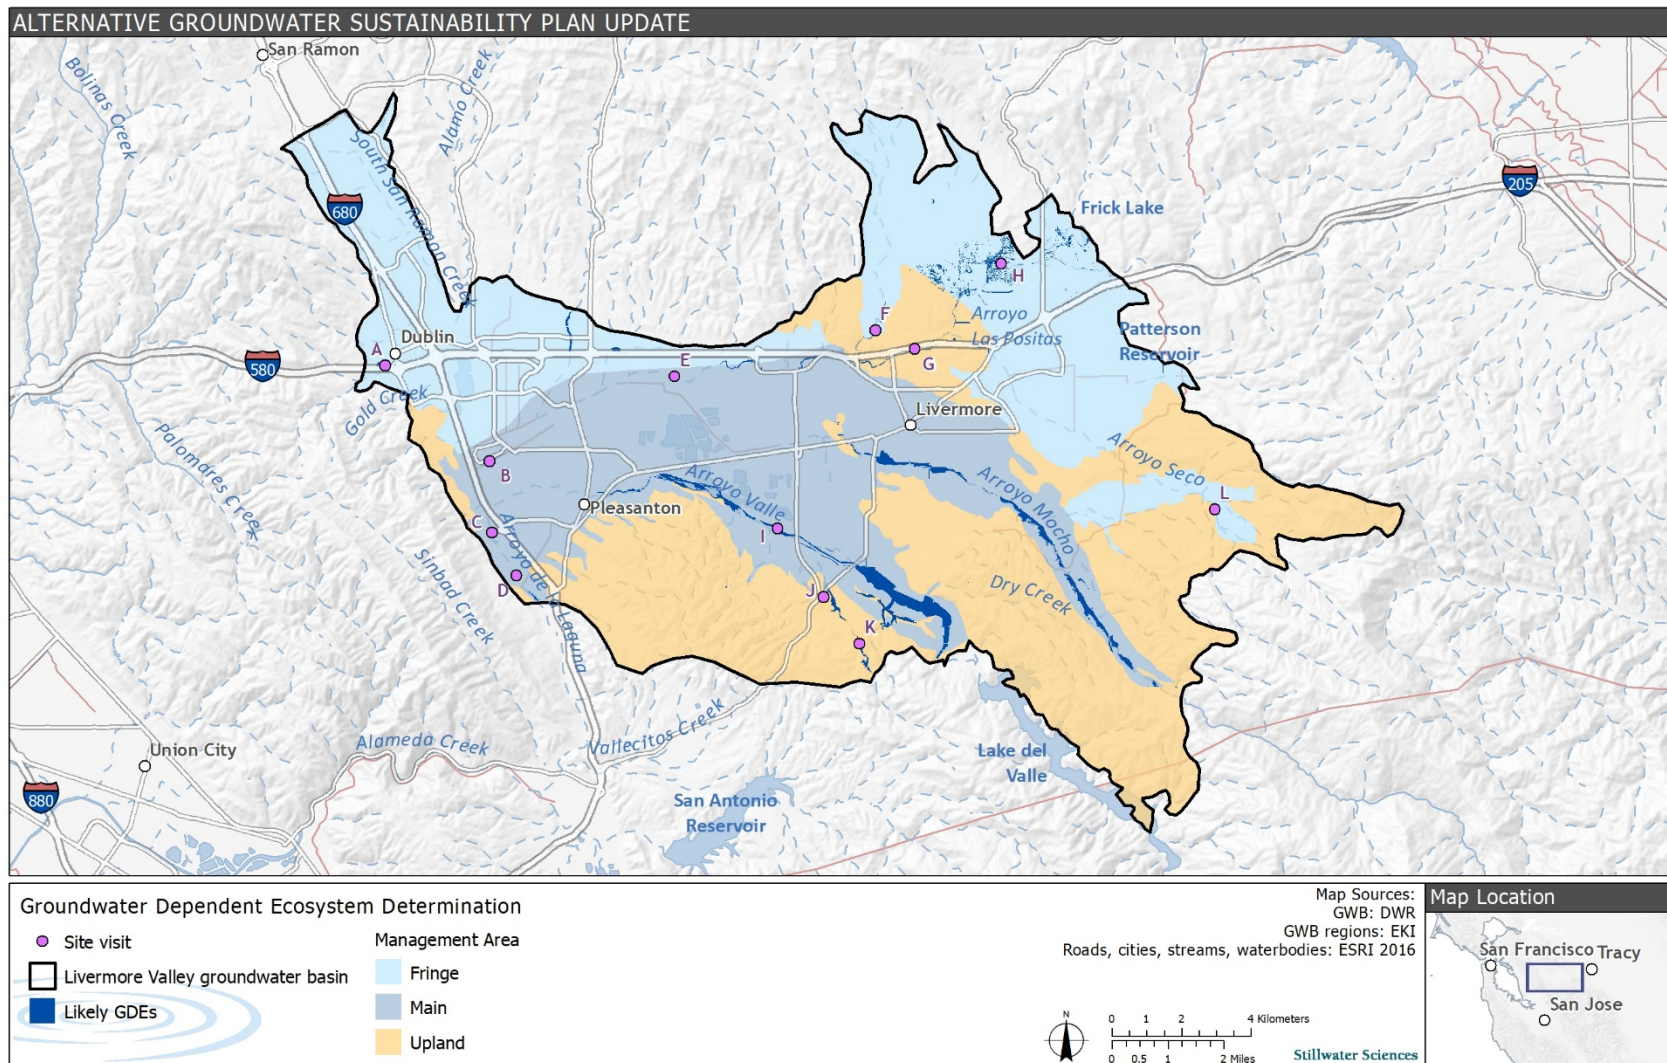 ALTERNATIVE GROUNDWATER SUSTAINABILITY PLAN UPDATE
San Ramon
Bolinas Creek
Alamo Creek
South San Ramon Creek
680
205
Frick Lake
H
F
Arroyo
Las Positas
G
Patterson
Reservoir
A
Dublin
580
E
Gold Creek
Livermore
Palomares Creek
B
Arroyo Seco
Arroyo Valle
Arroyo Mocho
L
Pleasanton
C
I
Sinbad Creek
Arroyo de la Laguna
D
J
Dry Creek
K
Union City
Alameda Creek
Vallecitos Creek
Lake del
Valle
880
San Antonio
Reservoir
Groundwater Dependent Ecosystem Determination
Site visit
Livermore Valley groundwater basin
Likely GDEs
Management Area
Fringe
Main
Upland
Map Sources:
GWB: DWR
GWB regions: EKI
Roads, cities, streams, waterbodies: ESRI 2016
N
0 1 2 4 Kilometers
0 0.5 1 2 Miles
Stillwater Sciences
Map Location
San Francisco
Tracy
San Jose